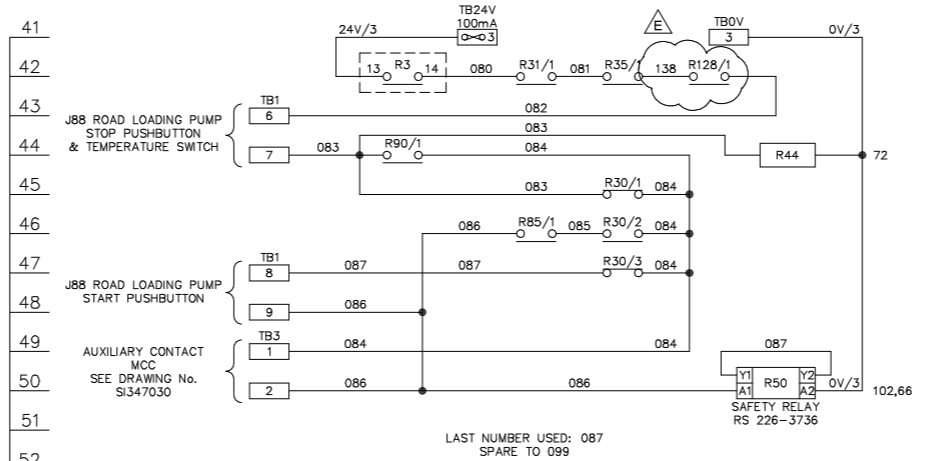 41
TB24V
100mA
24V/3
3
E
TB0V
3
0V/3
42
13 R3 14
080
R31/1
081
R35/1
138
R128/1
43
J88 ROAD LOADING PUMP
STOP PUSHBUTTON
& TEMPERATURE SWITCH
TB1
6
082
083
44
7
083
R90/1
084
R44
72
45
083
R30/1
084
46
086
R85/1
085
R30/2
084
47
J88 ROAD LOADING PUMP
START PUSHBUTTON
TB1
8
087
087
R30/3
084
48
9
086
49
AUXILIARY CONTACT
MCC
SEE DRAWING No.
SI347030
TB3
1
084
084
087
50
2
086
086
Y1
Y2
R50
A1
A2
0V/3
102,66
SAFETY RELAY
RS 226-3736
51
LAST NUMBER USED: 087
SPARE TO 099
52